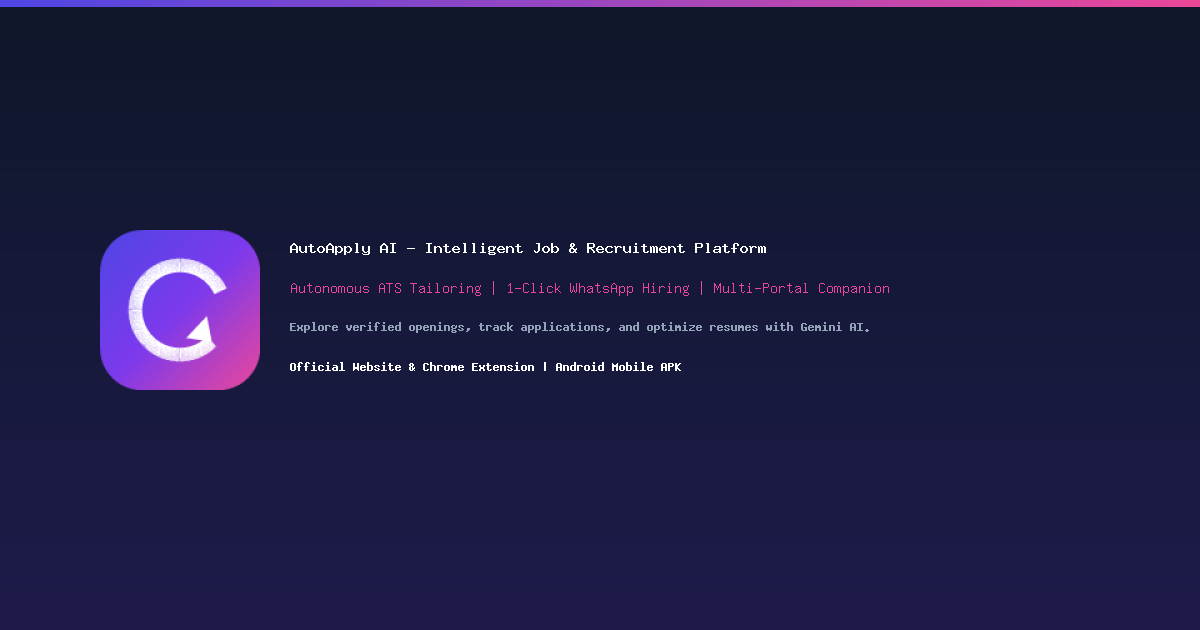 AutoApply AI - Intelligent Job & Recruitment Platform
Autonomous ATS Tailoring | 1-Click WhatsApp Hiring | Multi-Portal Companion
Explore verified openings, track applications, and optimize resumes with Gemini AI.
Official Website & Chrome Extension | Android Mobile APK